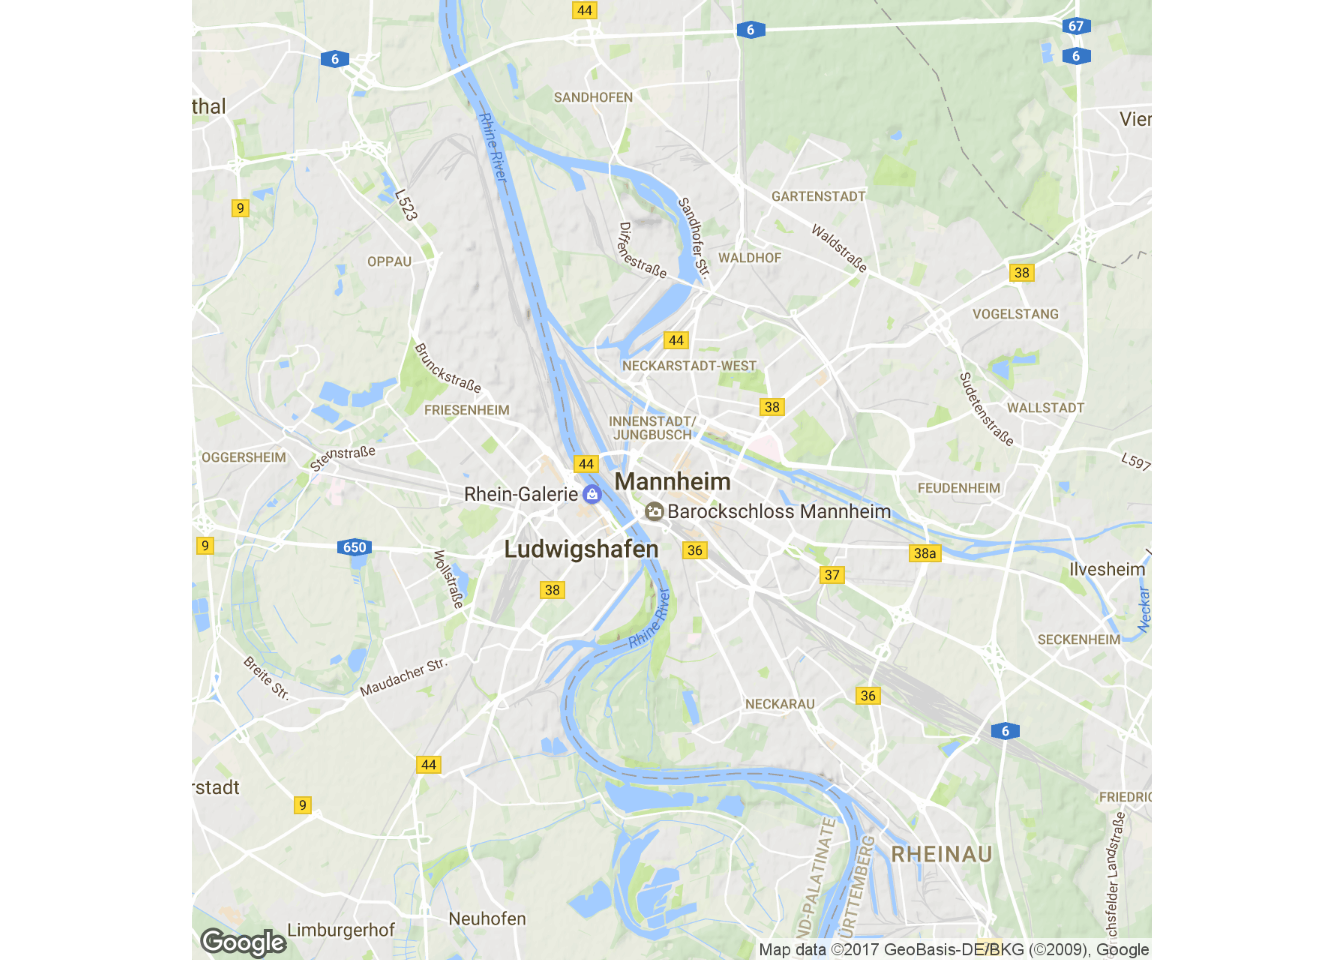 44
6
67
6
6
SANDHOFEN
thal
Vier
Rhine River
9
L523
GARTENSTADT
Sandhofer Str.
Diffenestraße
Waldstraße
OPPAU
WALDHOF
38
VOGELSTANG
44
Brunckstraße
NECKARSTADT-WEST
Sudetenstraße
FRIESENHEIM
38
WALLSTADT
INNENSTADT/
JUNGBUSCH
OGGERSHEIM
Sternstraße
44
L597
Mannheim
Rhein-Galerie
FEUDENHEIM
Barockschloss Mannheim
9
650
Ludwigshafen
36
38a
Wollstraße
37
Ilvesheim
38
Rhine River
Neckar
SECKENHEIM
Breite Str.
Maudacher Str.
36
NECKARAU
6
44
rstadt
9
FRIEDRIC
RHEINAU
ND-PALATINATE
ÜRTTEMBERG
ichsfelder Landstraße
Neuhofen
Limburgerhof
Google
Map data ©2017 GeoBasis-DE/BKG (©2009), Google